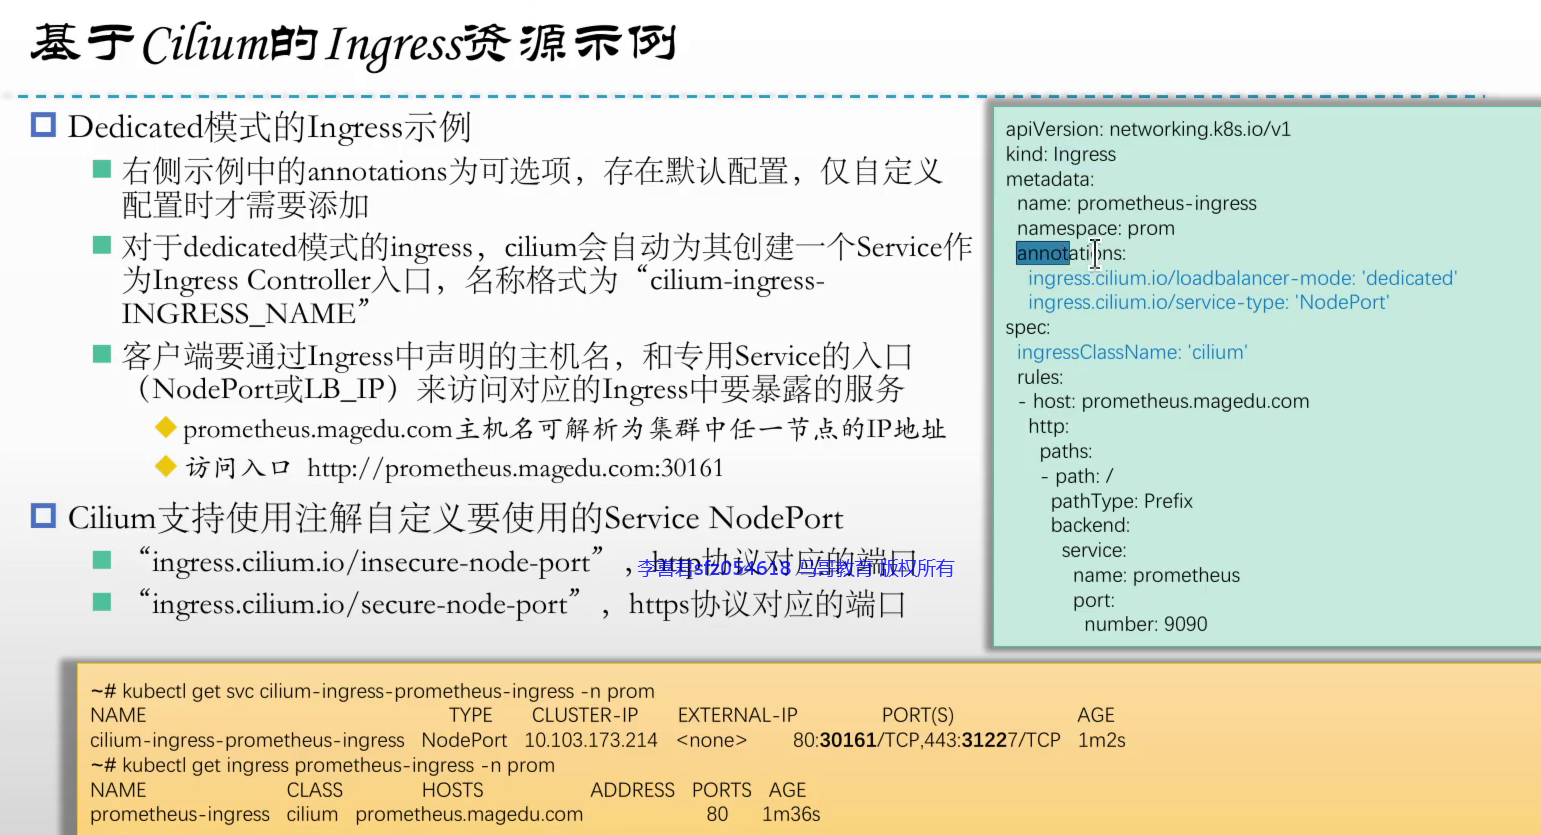 基于Cilium的Ingress资源示例
Dedicated模式的Ingress示例
右侧示例中的annotations为可选项，存在默认配置，仅自定义
配置时才需要添加
对于dedicated模式的ingress，cilium会自动为其创建一个Service作
为Ingress Controller入口，名称格式为“cilium-ingress-
INGRESS_NAME”
客户端要通过Ingress中声明的主机名，和专用Service的入口
（NodePort或LB_IP）来访问对应的Ingress中要暴露的服务
prometheus.magedu.com主机名可解析为集群中任一节点的IP地址
访问入口 http://prometheus.magedu.com:30161
Cilium支持使用注解自定义要使用的Service NodePort
“ingress.cilium.io/insecure-node-port”，http协议对应的端口
“ingress.cilium.io/secure-node-port”，https协议对应的端口
apiVersion: networking.k8s.io/v1
kind: Ingress
metadata:
  name: prometheus-ingress
  namespace: prom
  annotations:
    ingress.cilium.io/loadbalancer-mode: 'dedicated'
    ingress.cilium.io/service-type: 'NodePort'
spec:
  ingressClassName: 'cilium'
  rules:
  - host: prometheus.magedu.com
    http:
      paths:
      - path: /
        pathType: Prefix
        backend:
          service:
            name: prometheus
            port:
              number: 9090
~# kubectl get svc cilium-ingress-prometheus-ingress -n prom
NAME TYPE CLUSTER-IP EXTERNAL-IP PORT(S) AGE
cilium-ingress-prometheus-ingress NodePort 10.103.173.214 <none> 80:30161/TCP,443:31227/TCP 1m2s
~# kubectl get ingress prometheus-ingress -n prom
NAME CLASS HOSTS ADDRESS PORTS AGE
prometheus-ingress cilium prometheus.magedu.com 80 1m36s